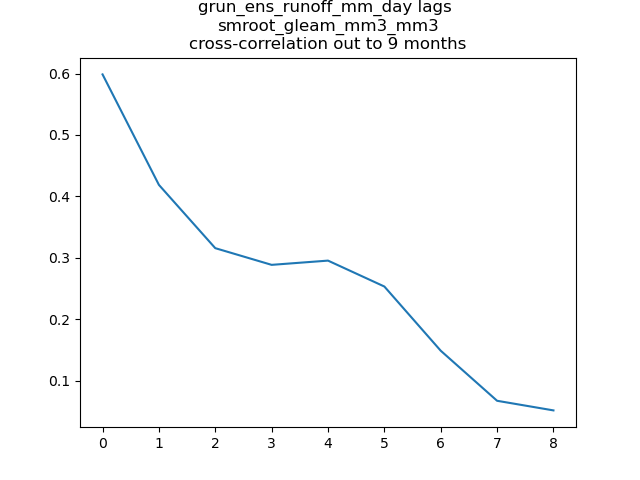 grun_ens_runoff_mm_day lags
smroot_gleam_mm3_mm3
cross-correlation out to 9 months
0.6
0.5
0.4
0.3
0.2
0.1
0 1 2 3 4 5 6 7 8